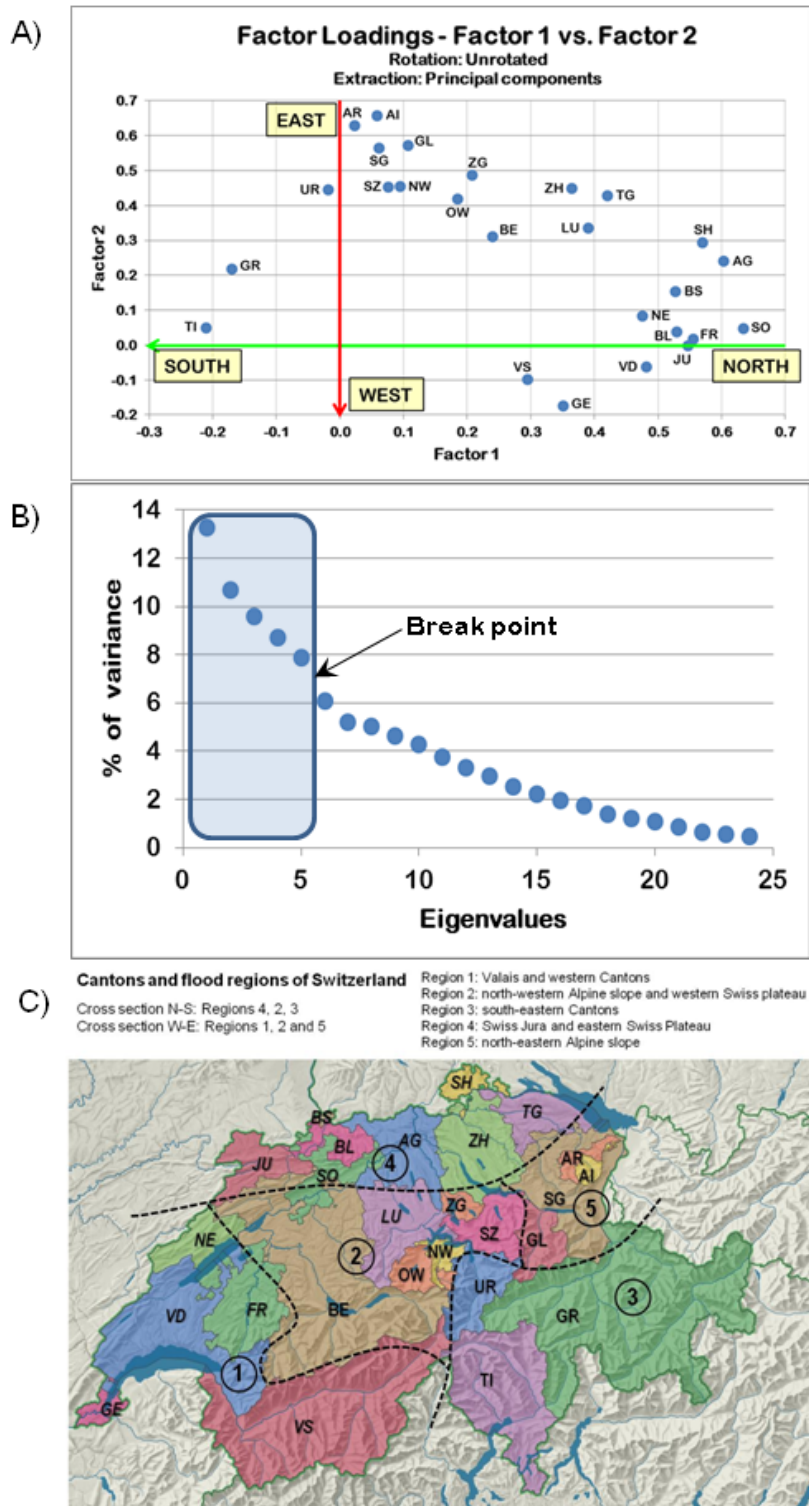 A)
Factor Loadings - Factor 1 vs. Factor 2
Rotation: Unrotated
Extraction: Principal components
0.7
0.6
0.5
0.4
0.3
0.2
0.1
0.0
-0.1
-0.2
Factor 2
EAST
AR
AI
SG
GL
UR
SZ
NW
ZG
OW
BE
ZH
TG
LU
SH
AG
GR
BS
NE
TI
BL
FR
SO
JU
SOUTH
NORTH
WEST
VS
VD
GE
-0.3 -0.2 -0.1 0.0 0.1 0.2 0.3 0.4 0.5 0.6 0.7
Factor 1
B)
14
12
10
8
6
4
2
0
% of vairiance
Break point
0 5 10 15 20 25
Eigenvalues
C)
Cantons and flood regions of Switzerland
Cross section N-S: Regions 4, 2, 3
Cross section W-E: Regions 1, 2 and 5
Region 1: Valais and western Cantons
Region 2: north-western Alpine slope and western Swiss plateau
Region 3: south-eastern Cantons
Region 4: Swiss Jura and eastern Swiss Plateau
Region 5: north-eastern Alpine slope
SH
BS
BL
AG
ZH
TG
JU
SO
4
AR
AI
SG
5
NE
LU
ZG
SZ
GL
2
NW
OW
UR
VD
FR
BE
GR
3
1
TI
GE
VS